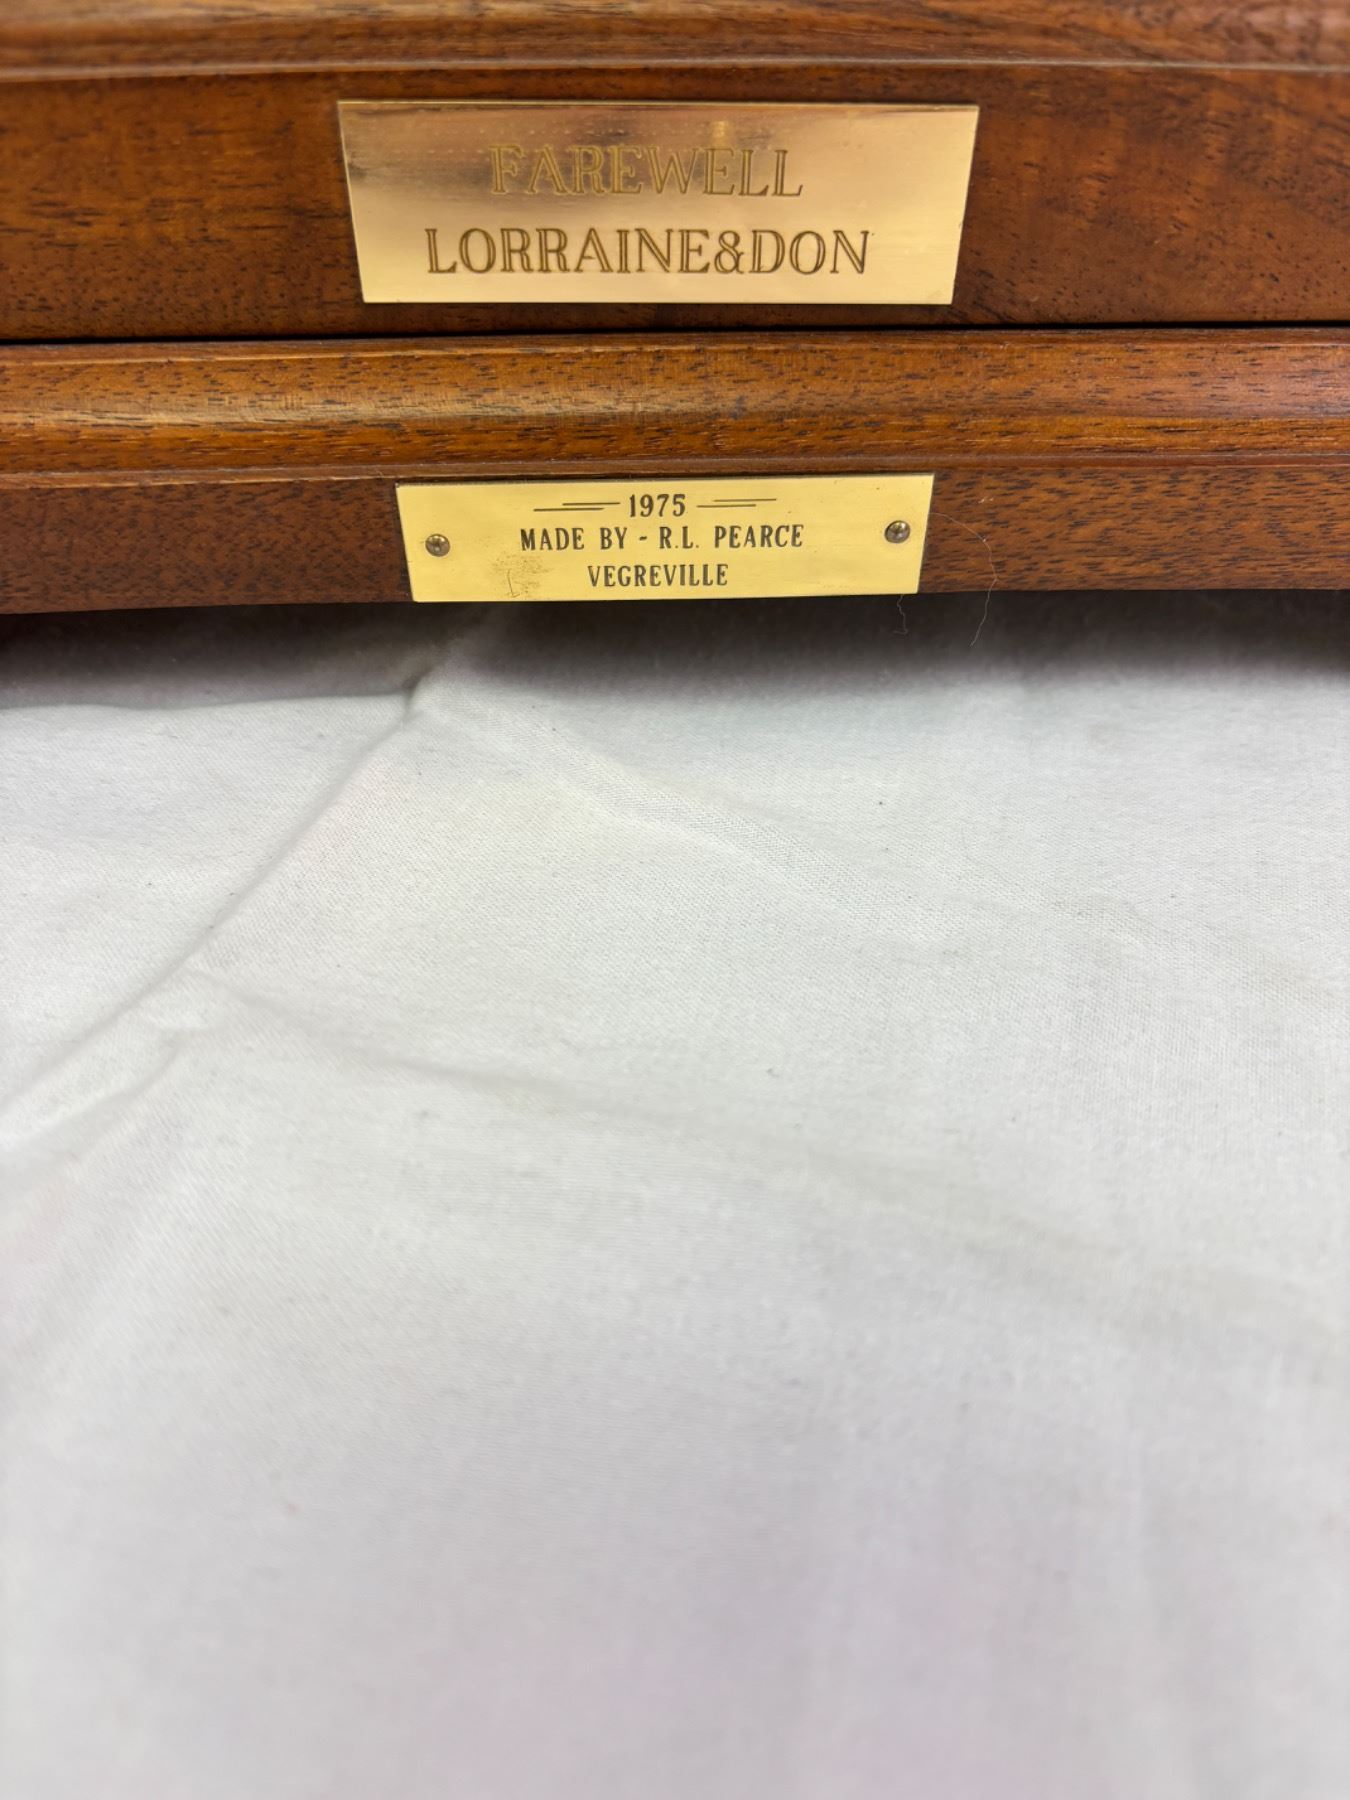 FAREWELL
LORRAINE&DON
1975
MADE BY - R.L. PEARCE
VEGREVILLE